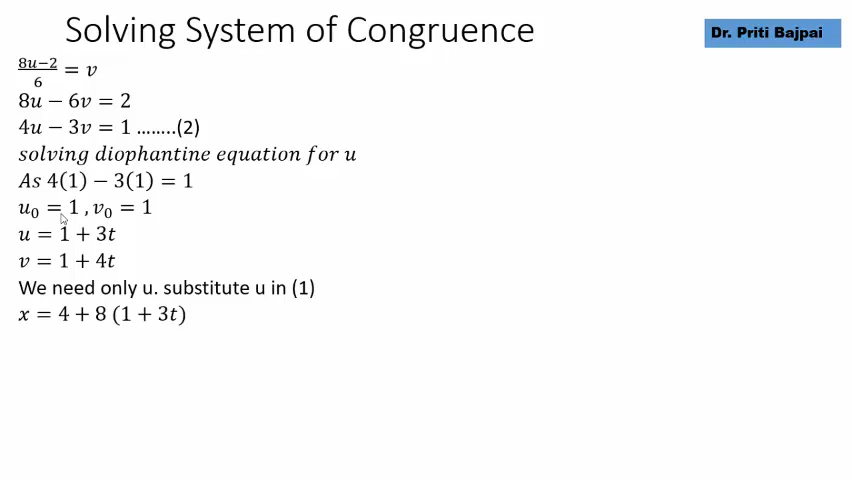 Solving System of Congruence
Dr. Priti Bajpai
8u−2/6 = v
8u − 6v = 2
4u − 3v = 1 ........(2)
solving diophantine equation for u
As 4(1) − 3(1) = 1
u₀ = 1 , v₀ = 1
u = 1 + 3t
v = 1 + 4t
We need only u. substitute u in (1)
x = 4 + 8 (1 + 3t)